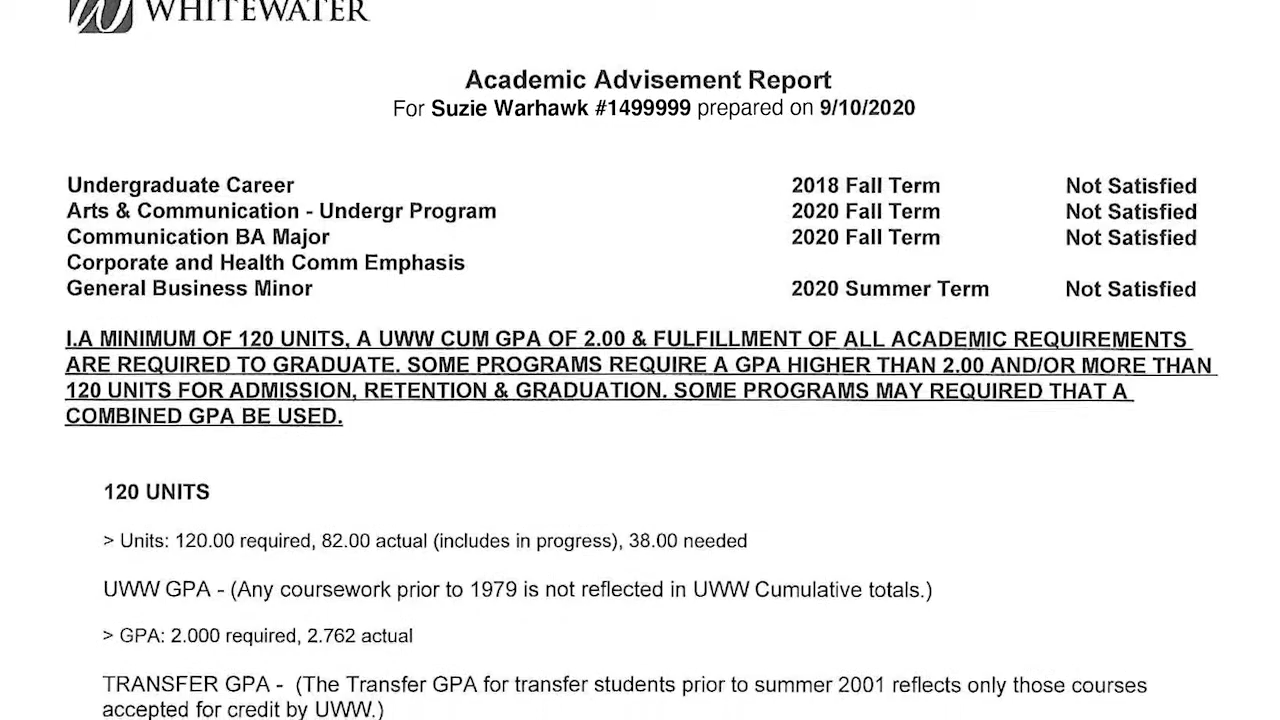 WHITEWATER
Academic Advisement Report
For Suzie Warhawk #1499999 prepared on 9/10/2020
Undergraduate Career 2018 Fall Term Not Satisfied
Arts & Communication - Undergr Program 2020 Fall Term Not Satisfied
Communication BA Major 2020 Fall Term Not Satisfied
Corporate and Health Comm Emphasis
General Business Minor 2020 Summer Term Not Satisfied
I.A MINIMUM OF 120 UNITS, A UWW CUM GPA OF 2.00 & FULFILLMENT OF ALL ACADEMIC REQUIREMENTS
ARE REQUIRED TO GRADUATE. SOME PROGRAMS REQUIRE A GPA HIGHER THAN 2.00 AND/OR MORE THAN
120 UNITS FOR ADMISSION, RETENTION & GRADUATION. SOME PROGRAMS MAY REQUIRED THAT A
COMBINED GPA BE USED.
120 UNITS
> Units: 120.00 required, 82.00 actual (includes in progress), 38.00 needed
UWW GPA - (Any coursework prior to 1979 is not reflected in UWW Cumulative totals.)
> GPA: 2.000 required, 2.762 actual
TRANSFER GPA - (The Transfer GPA for transfer students prior to summer 2001 reflects only those courses
accepted for credit by UWW.)